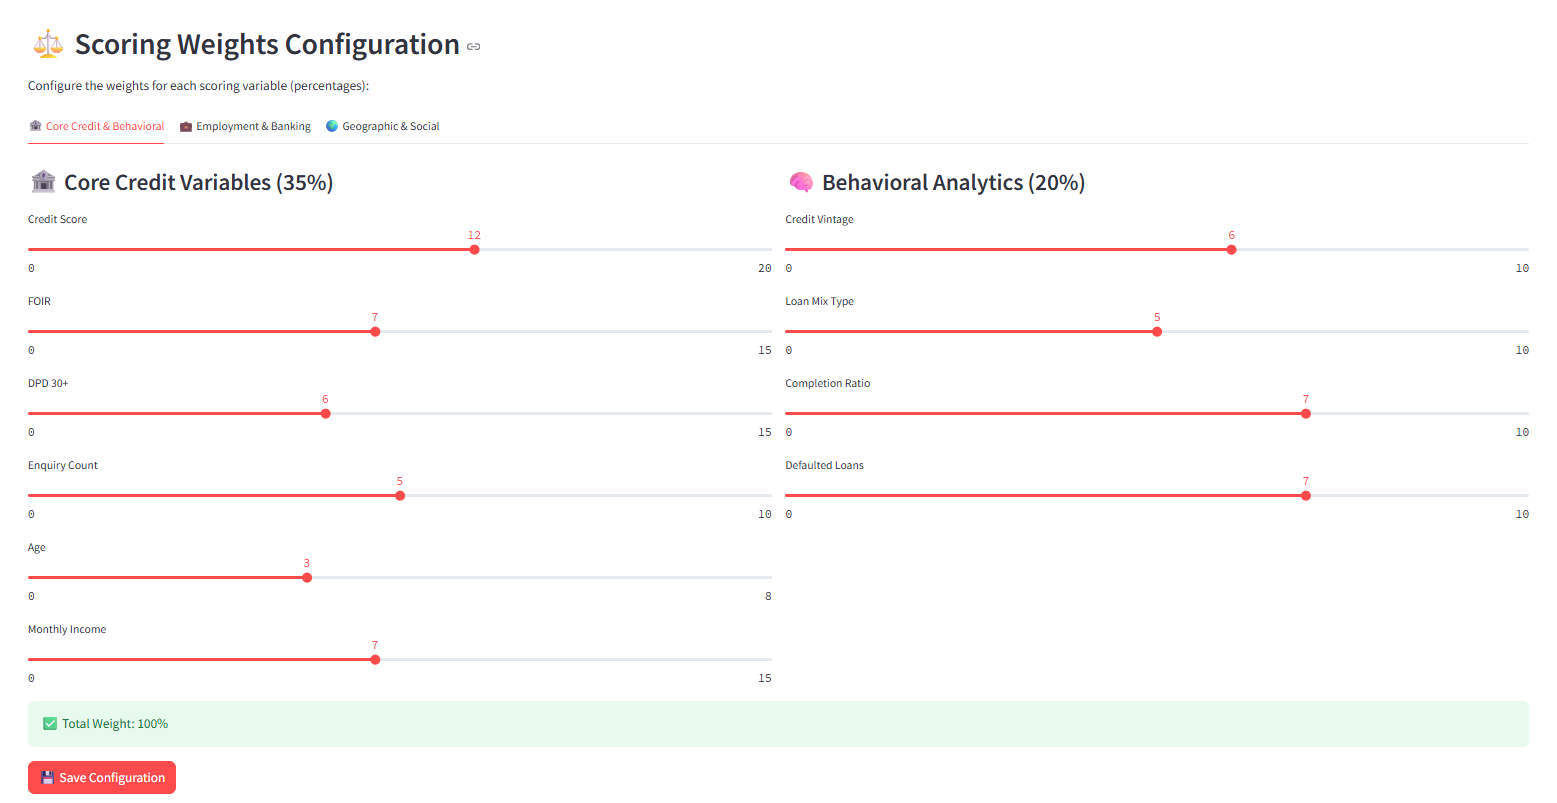 Scoring Weights Configuration
Configure the weights for each scoring variable (percentages):
Core Credit & Behavioral Employment & Banking Geographic & Social
Core Credit Variables (35%)
Credit Score
12
0 20
FOIR
7
0 15
DPD 30+
6
0 15
Enquiry Count
5
0 10
Age
3
0 8
Monthly Income
7
0 15
Behavioral Analytics (20%)
Credit Vintage
6
0 10
Loan Mix Type
5
0 10
Completion Ratio
7
0 10
Defaulted Loans
7
0 10
Total Weight: 100%
Save Configuration